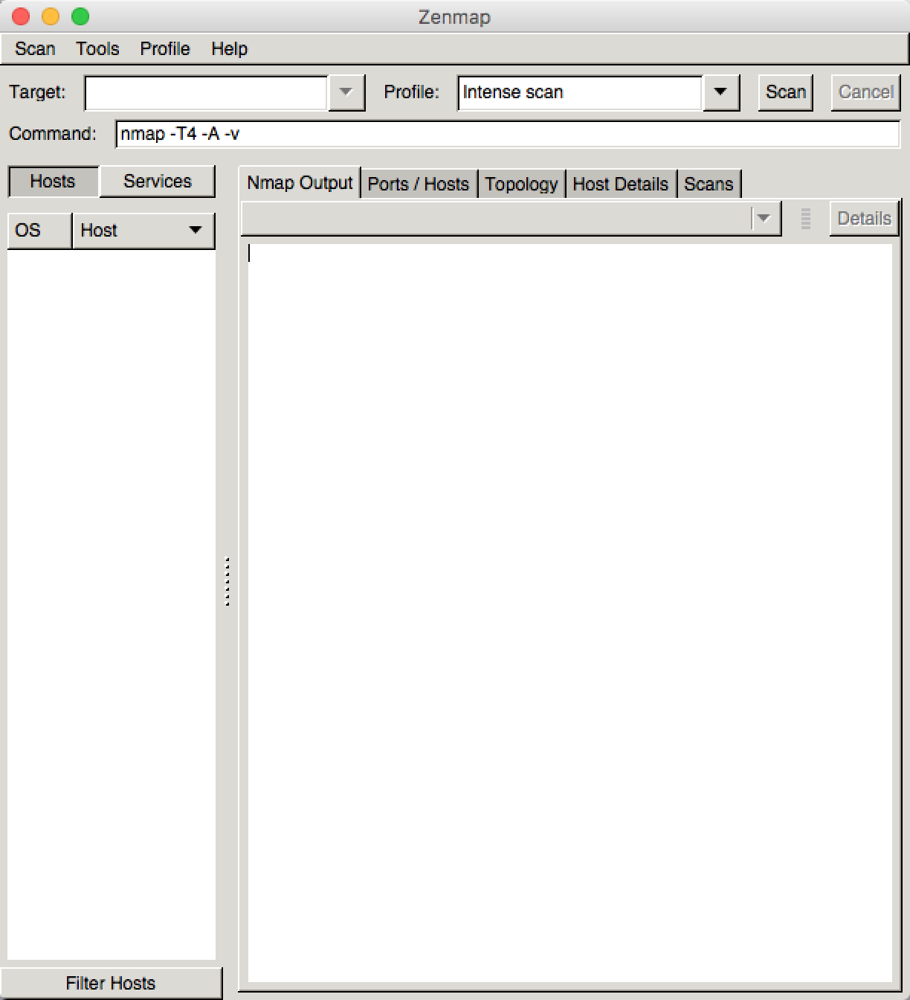 Zenmap
Scan Tools Profile Help
Target: Profile: Intense scan Scan Cancel
Command: nmap -T4 -A -v
Hosts Services Nmap Output Ports / Hosts Topology Host Details Scans
Details
OS Host
Filter Hosts